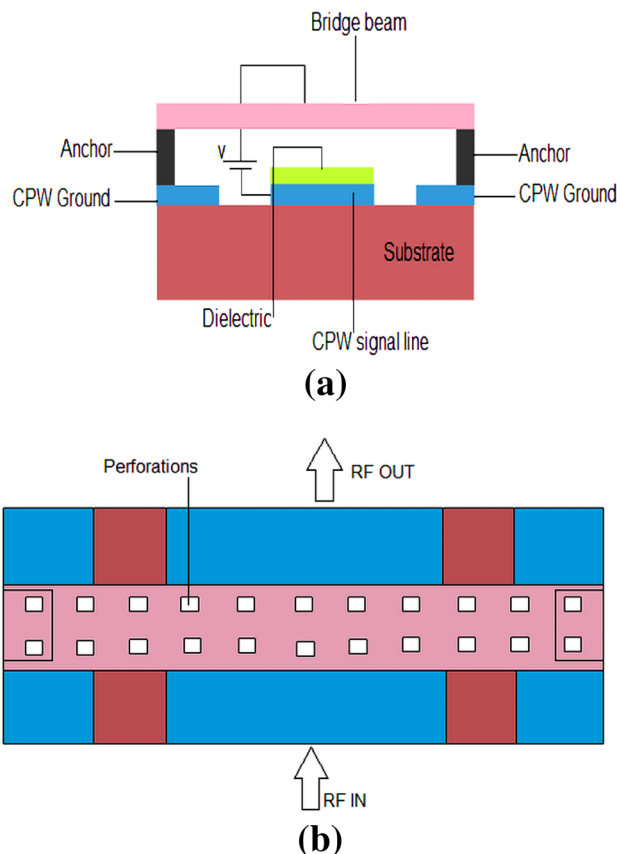 Bridge beam
Anchor
V
Anchor
CPW Ground
CPW Ground
Substrate
Dielectric
CPW signal line
(a)
Perforations
RF OUT
RF IN
(b)